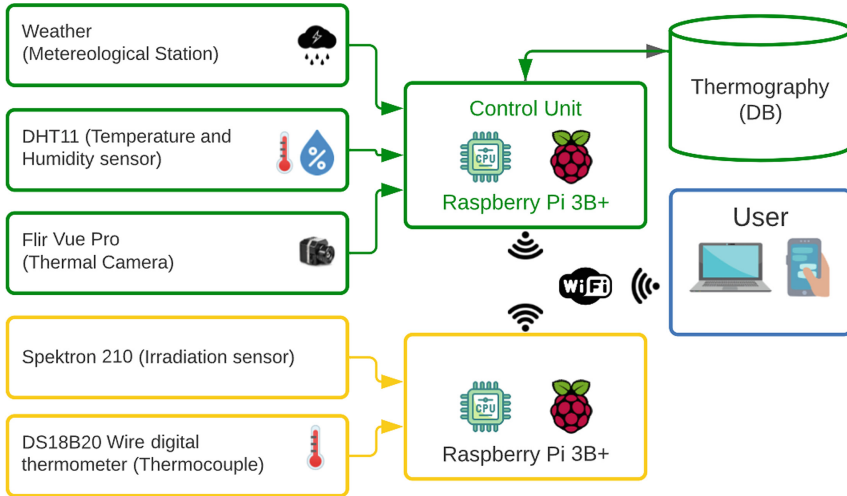 Weather
(Metereological Station)
DHT11 (Temperature and
Humidity sensor)
Flir Vue Pro
(Thermal Camera)
Spektron 210 (Irradiation sensor)
DS18B20 Wire digital
thermometer (Thermocouple)
Control Unit
CPU
Raspberry Pi 3B+
WiFi
CPU
Raspberry Pi 3B+
Thermography
(DB)
User